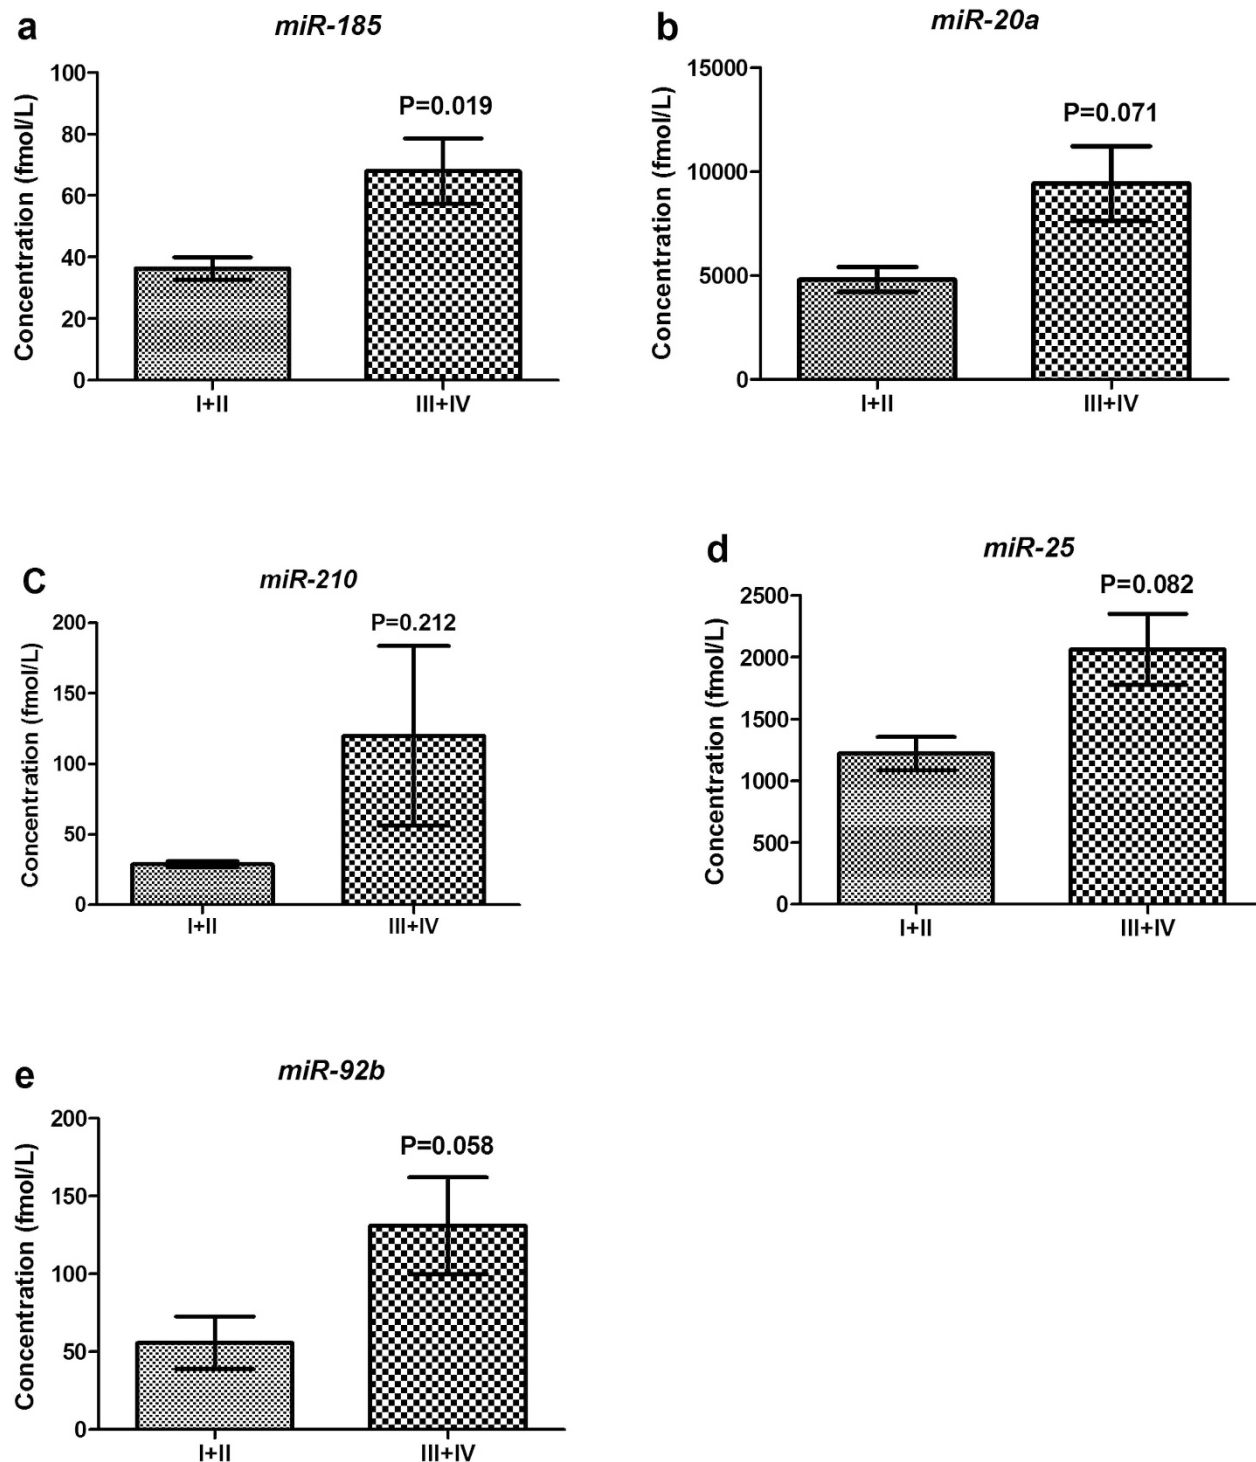 a
miR-185
Concentration (fmol/L)
100
80
60
40
20
0
P=0.019
I+II
III+IV
b
miR-20a
Concentration (fmol/L)
15000
10000
5000
0
P=0.071
I+II
III+IV
C
miR-210
Concentration (fmol/L)
200
150
100
50
0
P=0.212
I+II
III+IV
d
miR-25
Concentration (fmol/L)
2500
2000
1500
1000
500
0
P=0.082
I+II
III+IV
e
miR-92b
Concentration (fmol/L)
200
150
100
50
0
P=0.058
I+II
III+IV